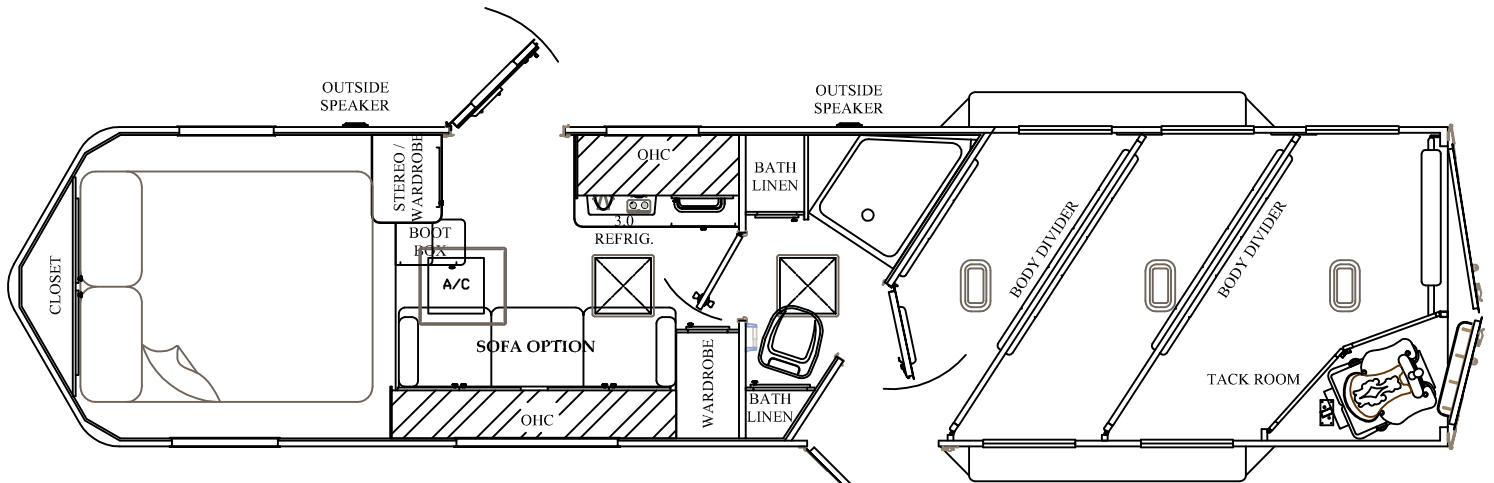 OUTSIDE
SPEAKER
OUTSIDE
SPEAKER
STEREO /
WARDROBE
OHC
BATH
LINEN
3.0
REFRIG.
BOOT
BOX
A/C
CLOSET
BODY DIVIDER
BODY DIVIDER
SOFA OPTION
WARDROBE
TACK ROOM
OHC
BATH
LINEN